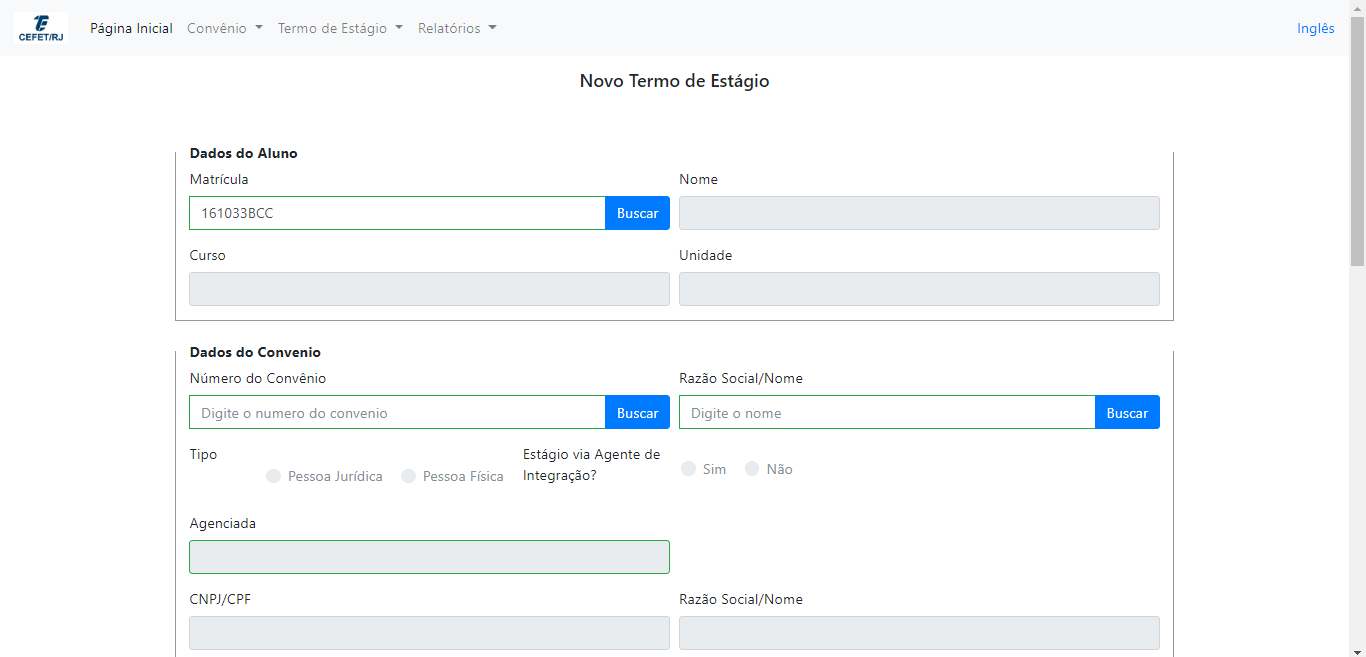 CEFET/RJ
Página Inicial Convênio Termo de Estágio Relatórios Inglês
Novo Termo de Estágio
Dados do Aluno
Matrícula Nome
161033BCC Buscar
Curso Unidade
Dados do Convenio
Número do Convênio Razão Social/Nome
Digite o numero do convenio Buscar Digite o nome Buscar
Tipo Pessoa Jurídica Pessoa Física Estágio via Agente de
Integração? Sim Não
Agenciada
CNPJ/CPF Razão Social/Nome